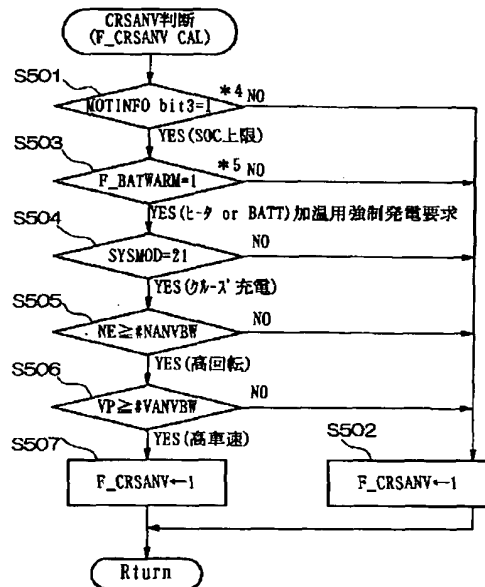 CRSANV判断
(F_CRSANV CAL)
S501
MOTINFO bit3=1
*4
NO
YES(SOC上限)
S503
F_BATWARM=1
*5
NO
YES(ヒータ or BATT)加温用強制発電要求
S504
SYSMOD=21
NO
YES(クルーズ充電)
S505
NE≧#NANVBW
NO
YES(高回転)
S506
VP≧#VANVBW
NO
YES(高車速)
S507
F_CRSANV←1
S502
F_CRSANV←1
Rturn